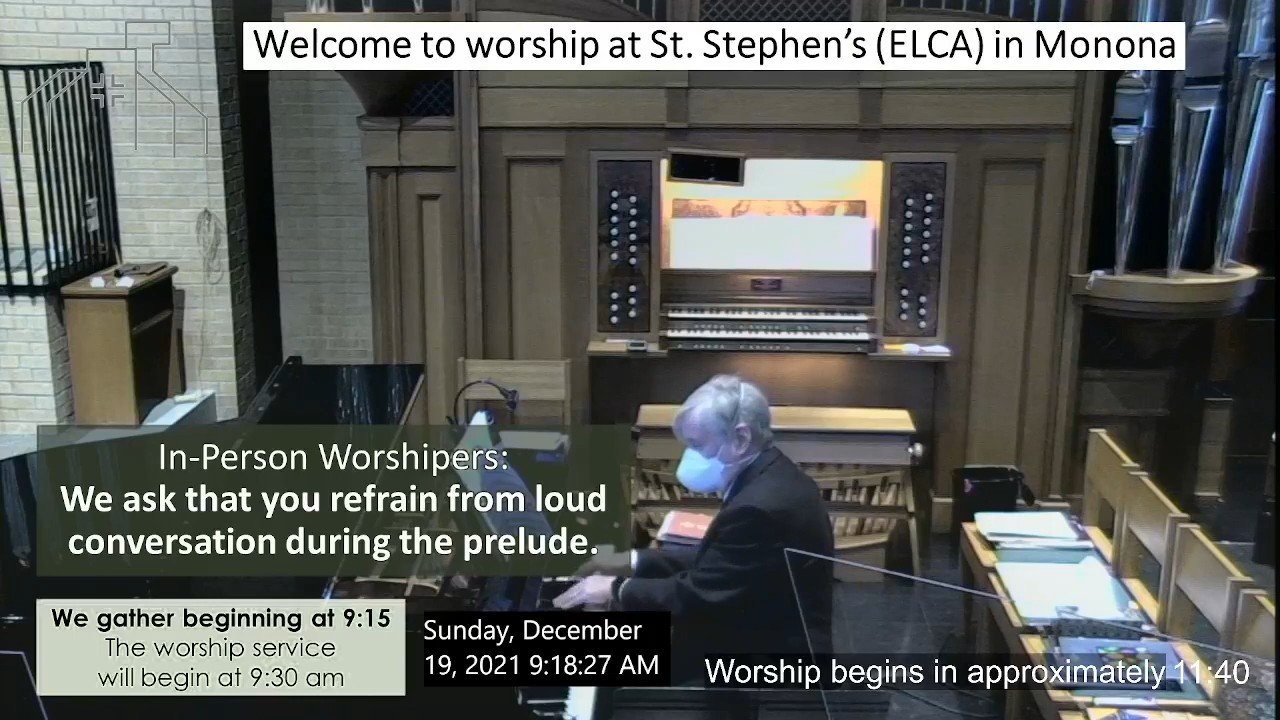 Welcome to worship at St. Stephen's (ELCA) in Monona
In-Person Worshipers:
We ask that you refrain from loud
conversation during the prelude.
We gather beginning at 9:15
The worship service
will begin at 9:30 am
Sunday, December
19, 2021 9:18:27 AM
Worship begins in approximately 11:40